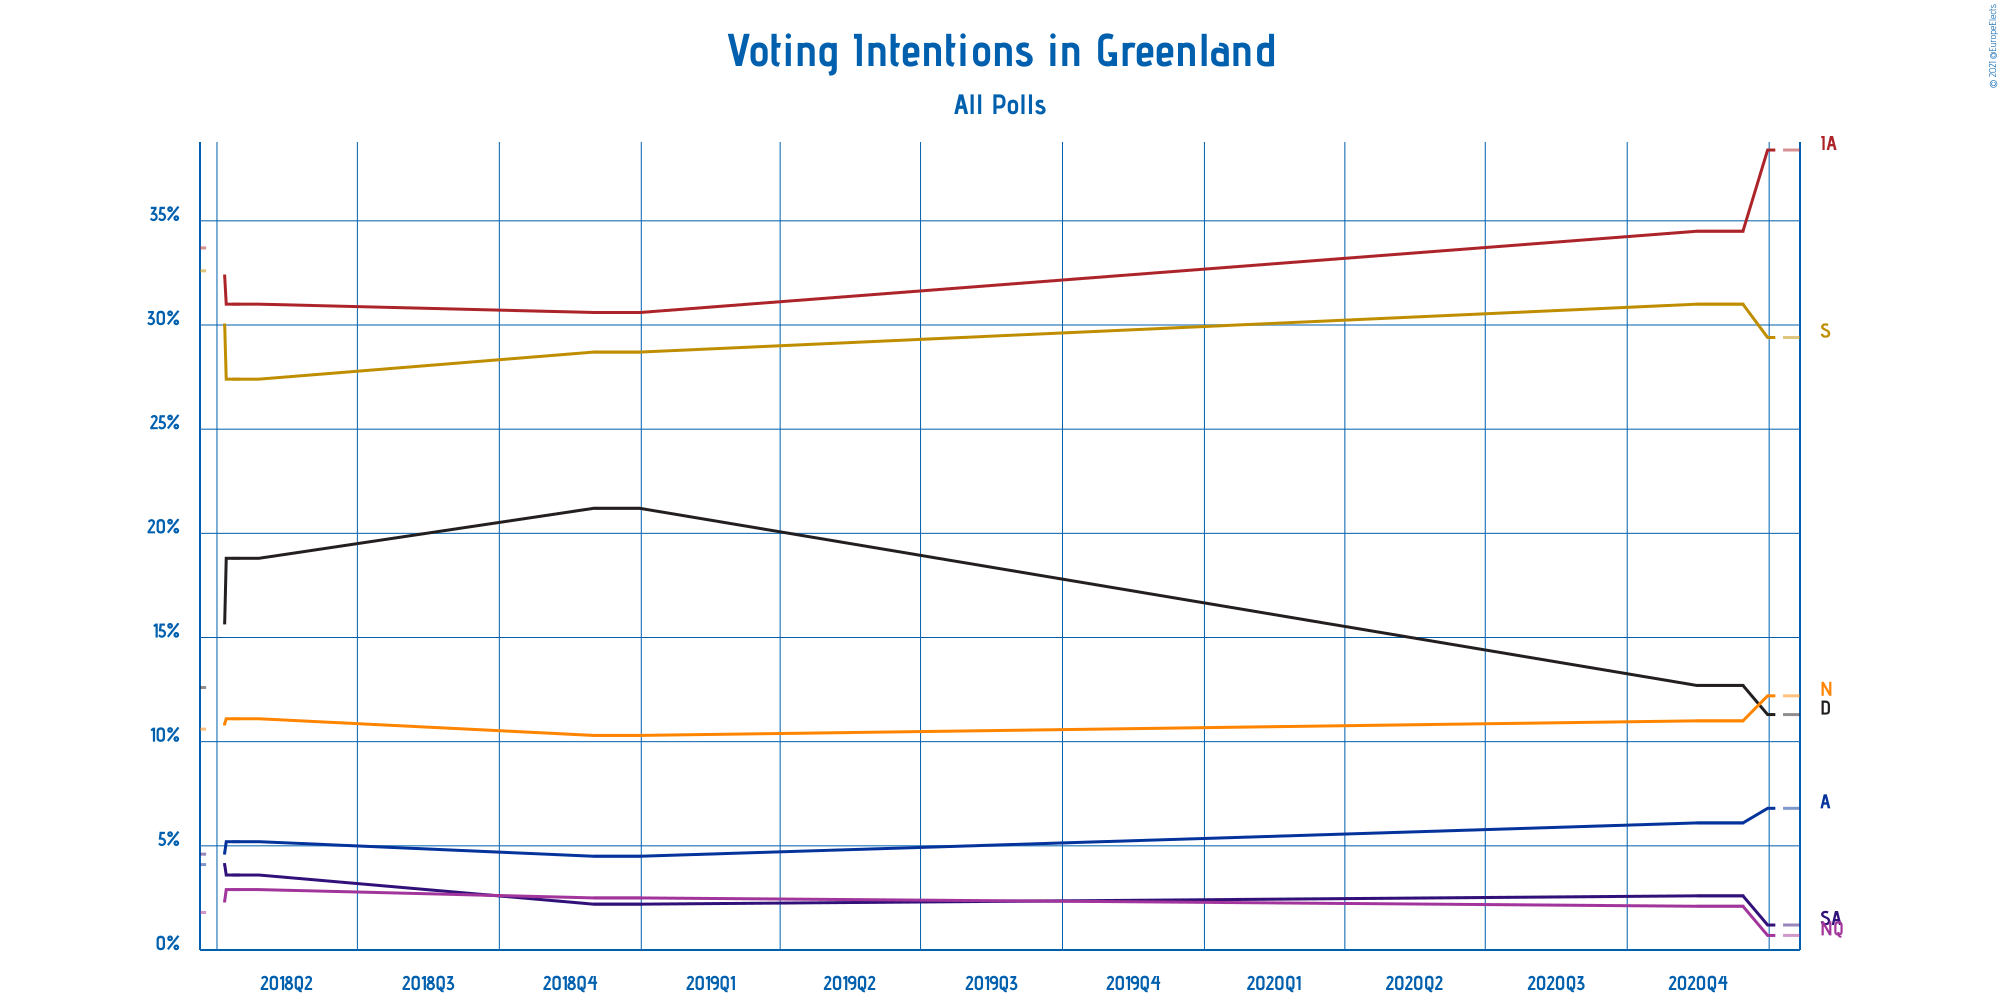 Voting Intentions in Greenland
All Polls
© 2021 @EuropeElects
35%
30%
25%
20%
15%
10%
5%
0%
IA
S
N
D
A
SA
NQ
2018Q2 2018Q3 2018Q4 2019Q1 2019Q2 2019Q3 2019Q4 2020Q1 2020Q2 2020Q3 2020Q4